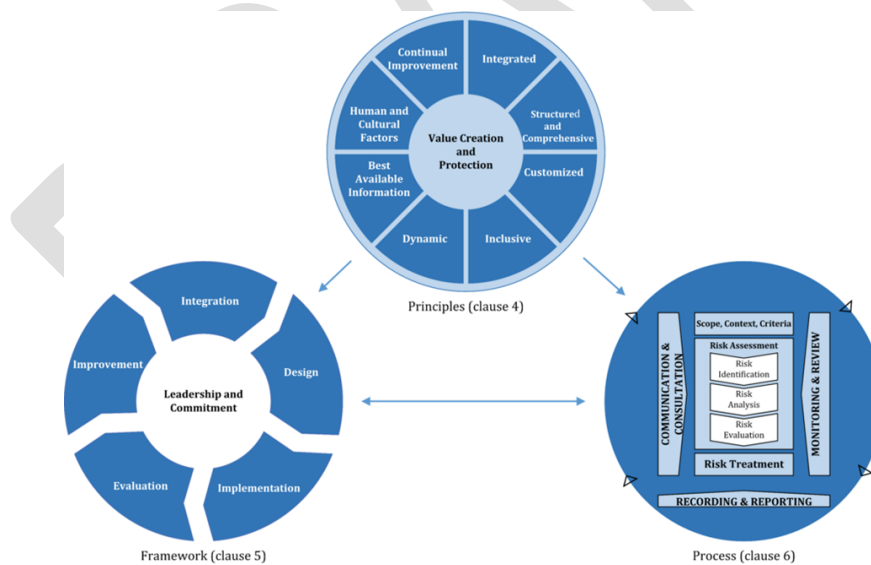 Continual
Improvement
Integrated
Human and
Cultural
Factors
Structured
and
Comprehensive
Value Creation
and
Protection
Best
Available
Information
Customized
Dynamic
Inclusive
Principles (clause 4)
Integration
Improvement
Design
Leadership and
Commitment
Evaluation
Implementation
Framework (clause 5)
Scope, Context, Criteria
Risk Assessment
Risk
Identification
Risk
Analysis
Risk
Evaluation
Risk Treatment
COMMUNICATION &
CONSULTATION
MONITORING & REVIEW
RECORDING & REPORTING
Process (clause 6)